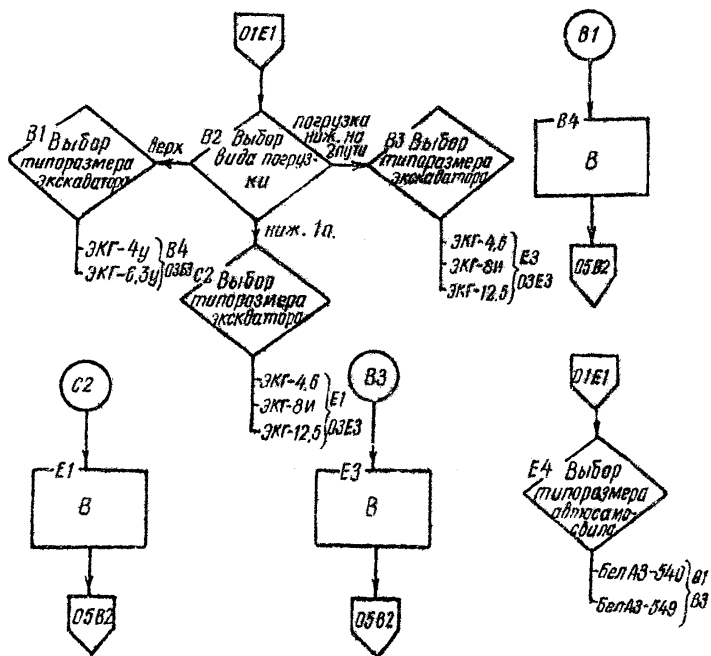 01E1
B1
B1 Выбор
типоразмера
экскаватора
верх
B2 Выбор
вида погруз-
ки
погрузка
ниж. на
2 пути
B3 Выбор
типоразмера
экскаватора
B4
В
ЭКГ-4у
ЭКГ-6,3у
B4
03E3
ниж. 1п.
C2 Выбор
типоразмера
экскаватора
ЭКГ-4,6
ЭКГ-8и
ЭКГ-12,5
E3
03E3
05B2
C2
ЭКГ-4,6
ЭКГ-8и
ЭКГ-12,5
E1
03E3
B3
01E1
E1
В
E3
В
E4 Выбор
типоразмера
автосамо-
свала
БелАЗ-540
БелАЗ-549
B1
B3
05B2
05B2